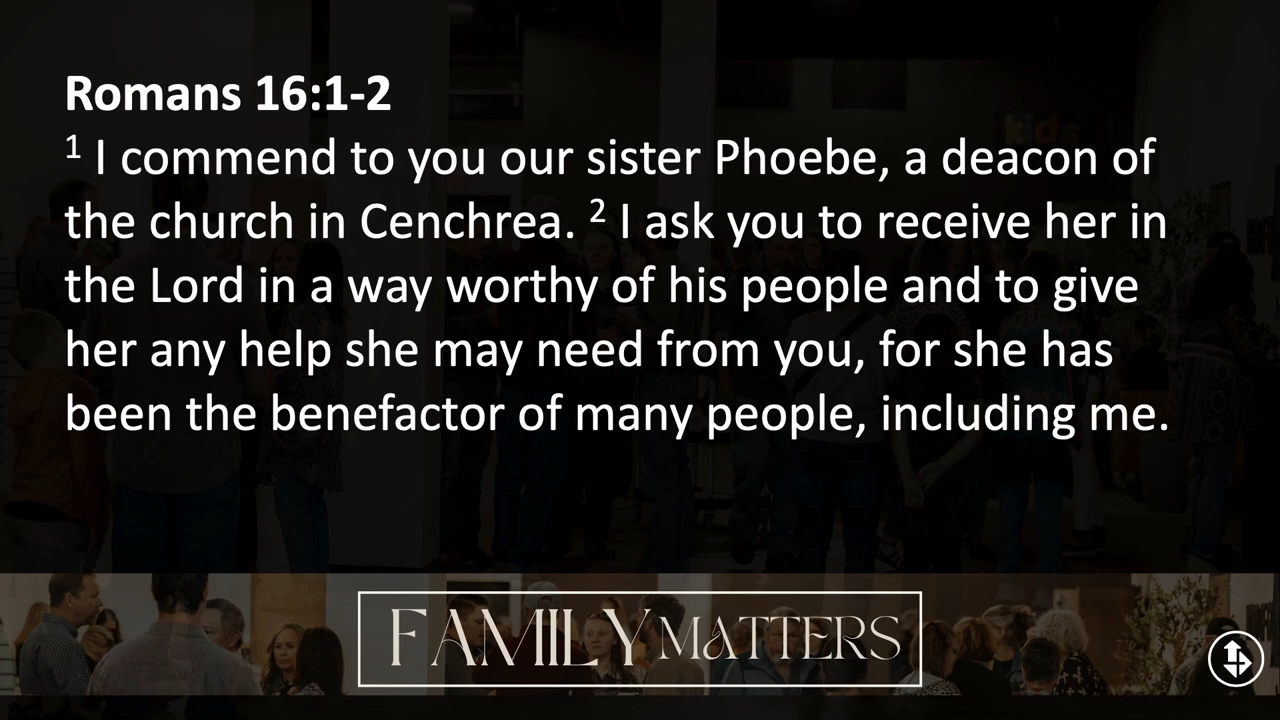 Romans 16:1-2
1 I commend to you our sister Phoebe, a deacon of
the church in Cenchrea. 2 I ask you to receive her in
the Lord in a way worthy of his people and to give
her any help she may need from you, for she has
been the benefactor of many people, including me.
kids
FAMILY MATTERS